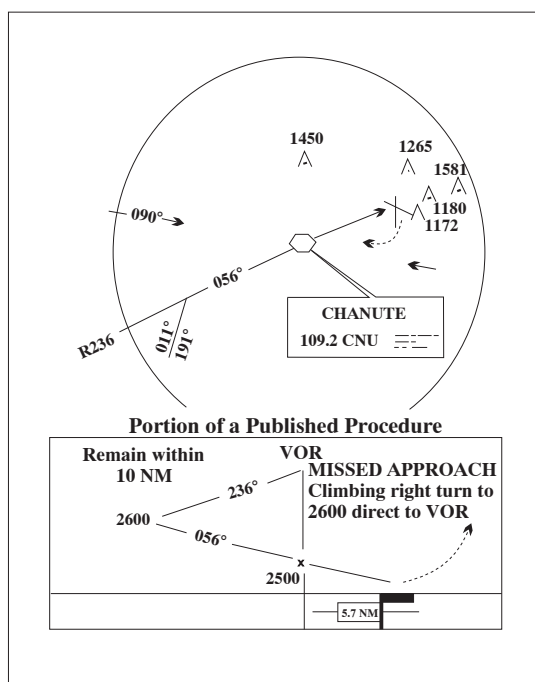 1450
1265
1581
1180
1172
090°
056°
R236
011°
191°
CHANUTE
109.2 CNU
Portion of a Published Procedure
Remain within
10 NM
VOR
MISSED APPROACH
Climbing right turn to
2600 direct to VOR
236°
2600
056°
2500
x
5.7 NM